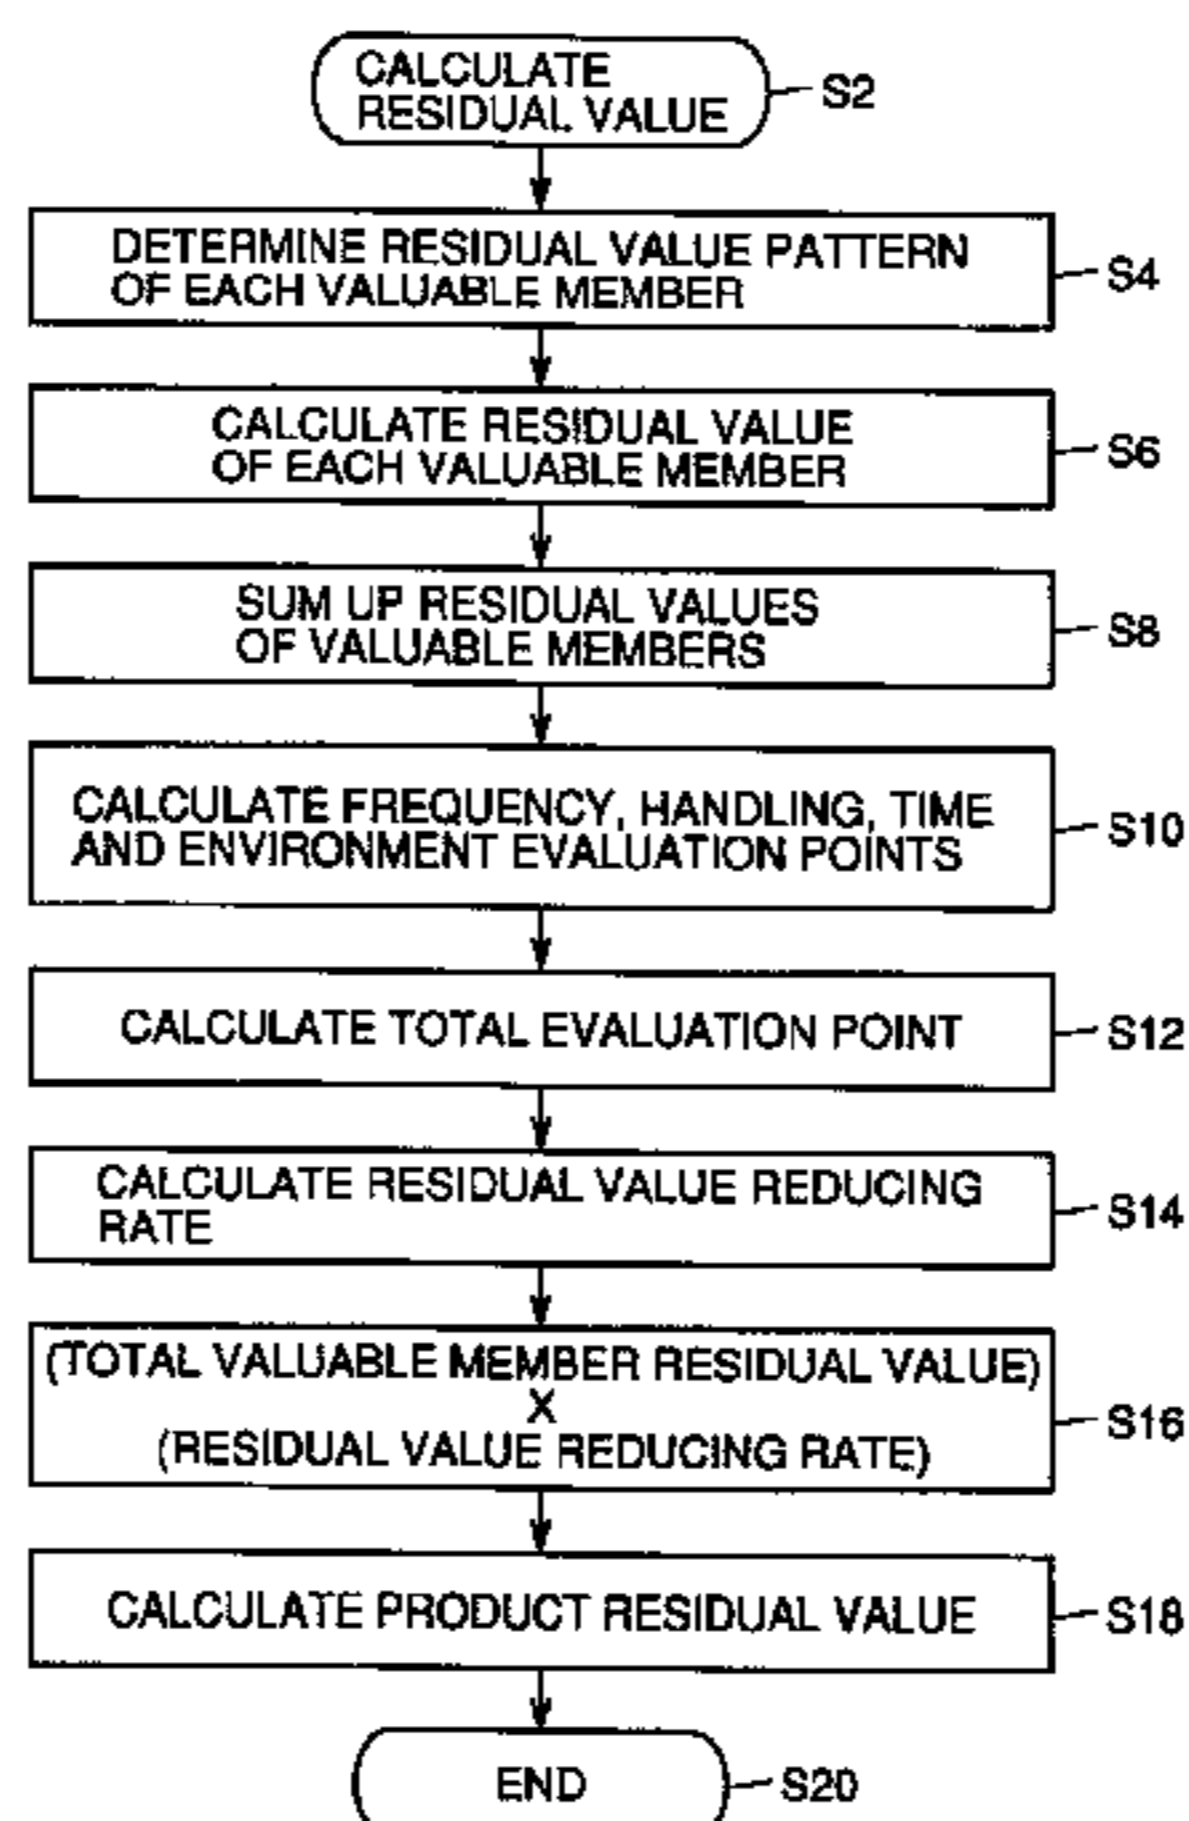 CALCULATE
RESIDUAL VALUE
S2
DETERMINE RESIDUAL VALUE PATTERN
OF EACH VALUABLE MEMBER
S4
CALCULATE RESIDUAL VALUE
OF EACH VALUABLE MEMBER
S6
SUM UP RESIDUAL VALUES
OF VALUABLE MEMBERS
S8
CALCULATE FREQUENCY, HANDLING, TIME
AND ENVIRONMENT EVALUATION POINTS
S10
CALCULATE TOTAL EVALUATION POINT
S12
CALCULATE RESIDUAL VALUE REDUCING
RATE
S14
(TOTAL VALUABLE MEMBER RESIDUAL VALUE)
X
(RESIDUAL VALUE REDUCING RATE)
S16
CALCULATE PRODUCT RESIDUAL VALUE
S18
END
S20